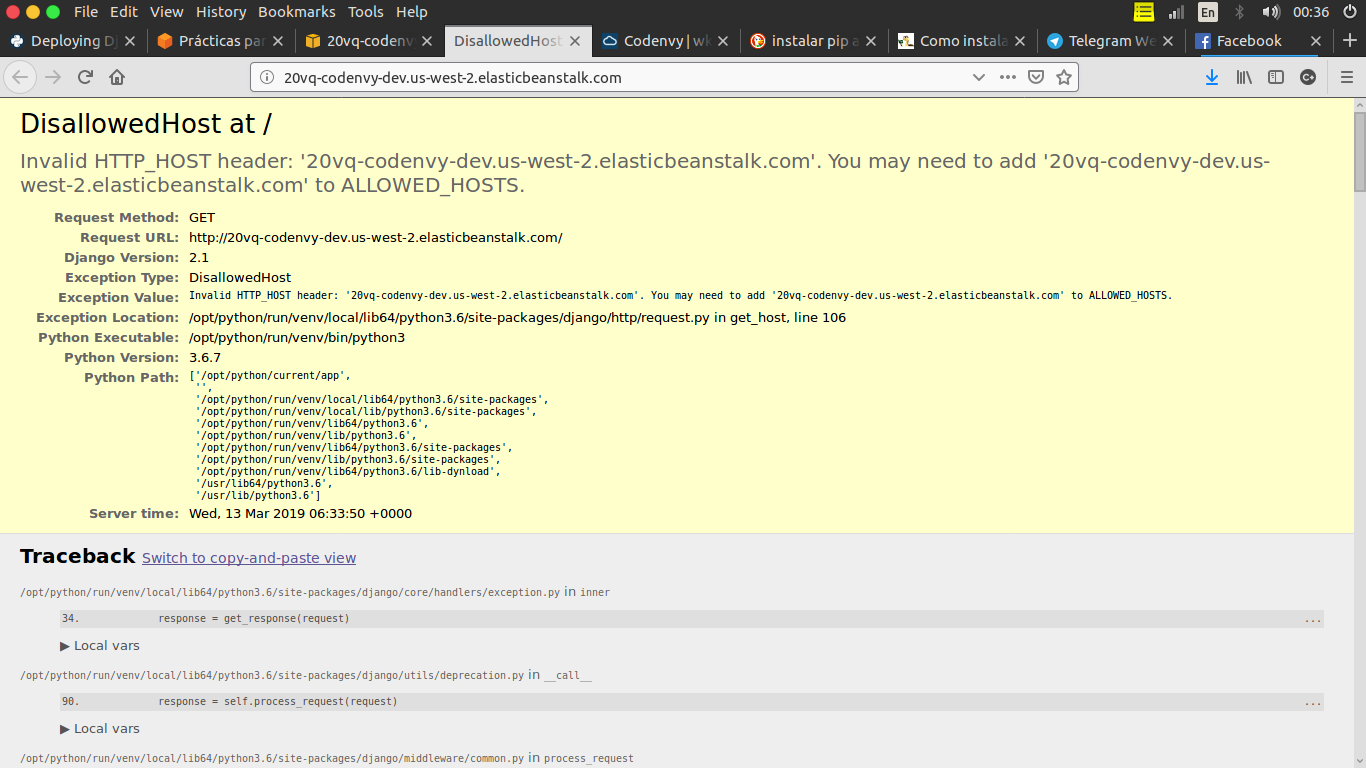 File Edit View History Bookmarks Tools Help
En 00:36
Deploying Dj
Prácticas par
20vq-codenv
DisallowedHost
Codenvy | wk
instalar pip a
Como instala
Telegram We
Facebook
20vq-codenvy-dev.us-west-2.elasticbeanstalk.com
DisallowedHost at /
Invalid HTTP_HOST header: '20vq-codenvy-dev.us-west-2.elasticbeanstalk.com'. You may need to add '20vq-codenvy-dev.us-
west-2.elasticbeanstalk.com' to ALLOWED_HOSTS.
Request Method: GET
Request URL: http://20vq-codenvy-dev.us-west-2.elasticbeanstalk.com/
Django Version: 2.1
Exception Type: DisallowedHost
Exception Value: Invalid HTTP_HOST header: '20vq-codenvy-dev.us-west-2.elasticbeanstalk.com'. You may need to add '20vq-codenvy-dev.us-west-2.elasticbeanstalk.com' to ALLOWED_HOSTS.
Exception Location: /opt/python/run/venv/local/lib64/python3.6/site-packages/django/http/request.py in get_host, line 106
Python Executable: /opt/python/run/venv/bin/python3
Python Version: 3.6.7
Python Path: ['/opt/python/current/app',
'',
'/opt/python/run/venv/local/lib64/python3.6/site-packages',
'/opt/python/run/venv/local/lib/python3.6/site-packages',
'/opt/python/run/venv/lib64/python3.6',
'/opt/python/run/venv/lib/python3.6',
'/opt/python/run/venv/lib64/python3.6/site-packages',
'/opt/python/run/venv/lib/python3.6/site-packages',
'/opt/python/run/venv/lib64/python3.6/lib-dynload',
'/usr/lib64/python3.6',
'/usr/lib/python3.6']
Server time: Wed, 13 Mar 2019 06:33:50 +0000
Traceback Switch to copy-and-paste view
/opt/python/run/venv/local/lib64/python3.6/site-packages/django/core/handlers/exception.py in inner
34. response = get_response(request) ...
▶ Local vars
/opt/python/run/venv/local/lib64/python3.6/site-packages/django/utils/deprecation.py in __call__
90. response = self.process_request(request) ...
▶ Local vars
/opt/python/run/venv/local/lib64/python3.6/site-packages/django/middleware/common.py in process_request